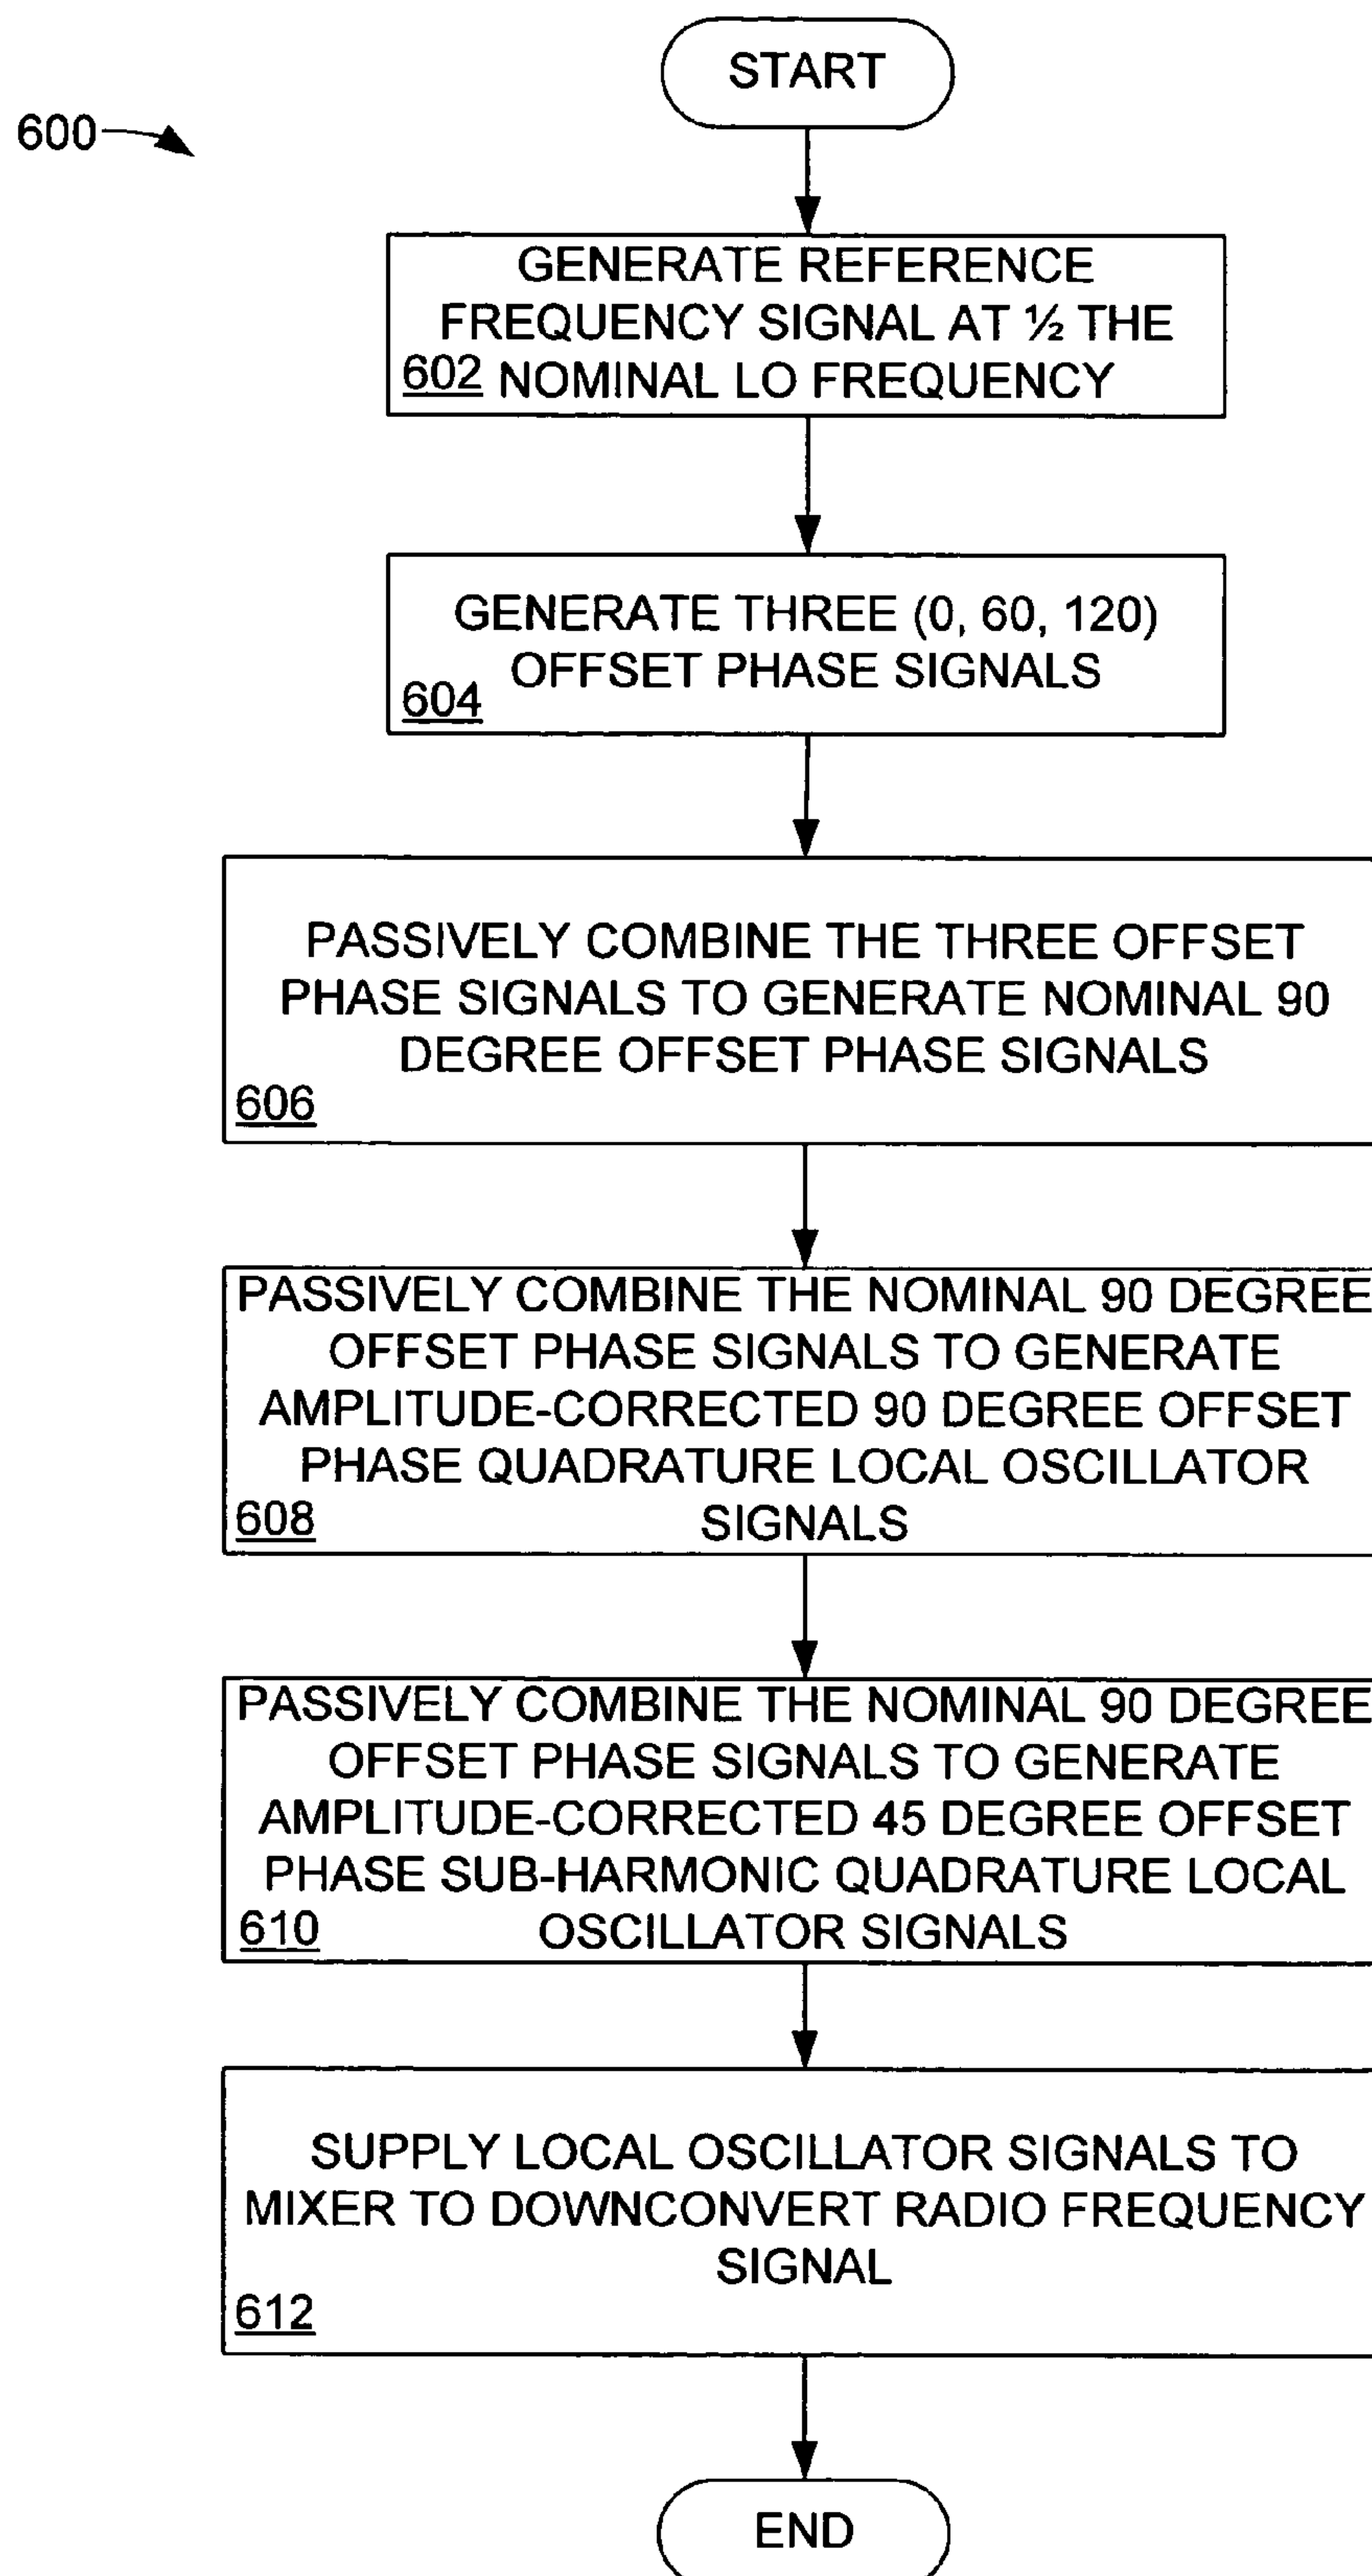 START
600
GENERATE REFERENCE
FREQUENCY SIGNAL AT ½ THE
602 NOMINAL LO FREQUENCY
GENERATE THREE (0, 60, 120)
OFFSET PHASE SIGNALS
604
PASSIVELY COMBINE THE THREE OFFSET
PHASE SIGNALS TO GENERATE NOMINAL 90
DEGREE OFFSET PHASE SIGNALS
606
PASSIVELY COMBINE THE NOMINAL 90 DEGREE
OFFSET PHASE SIGNALS TO GENERATE
AMPLITUDE-CORRECTED 90 DEGREE OFFSET
PHASE QUADRATURE LOCAL OSCILLATOR
608 SIGNALS
PASSIVELY COMBINE THE NOMINAL 90 DEGREE
OFFSET PHASE SIGNALS TO GENERATE
AMPLITUDE-CORRECTED 45 DEGREE OFFSET
PHASE SUB-HARMONIC QUADRATURE LOCAL
610 OSCILLATOR SIGNALS
SUPPLY LOCAL OSCILLATOR SIGNALS TO
MIXER TO DOWNCONVERT RADIO FREQUENCY
SIGNAL
612
END